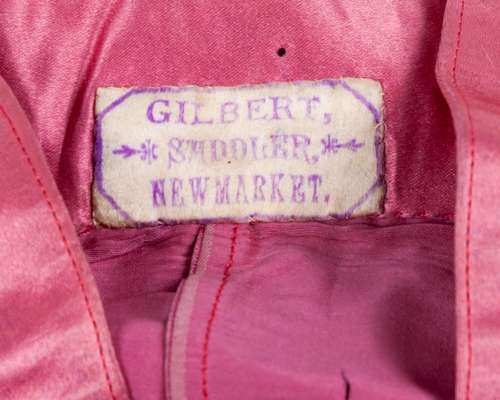 GILBERT,
SADDLER,
NEWMARKET.